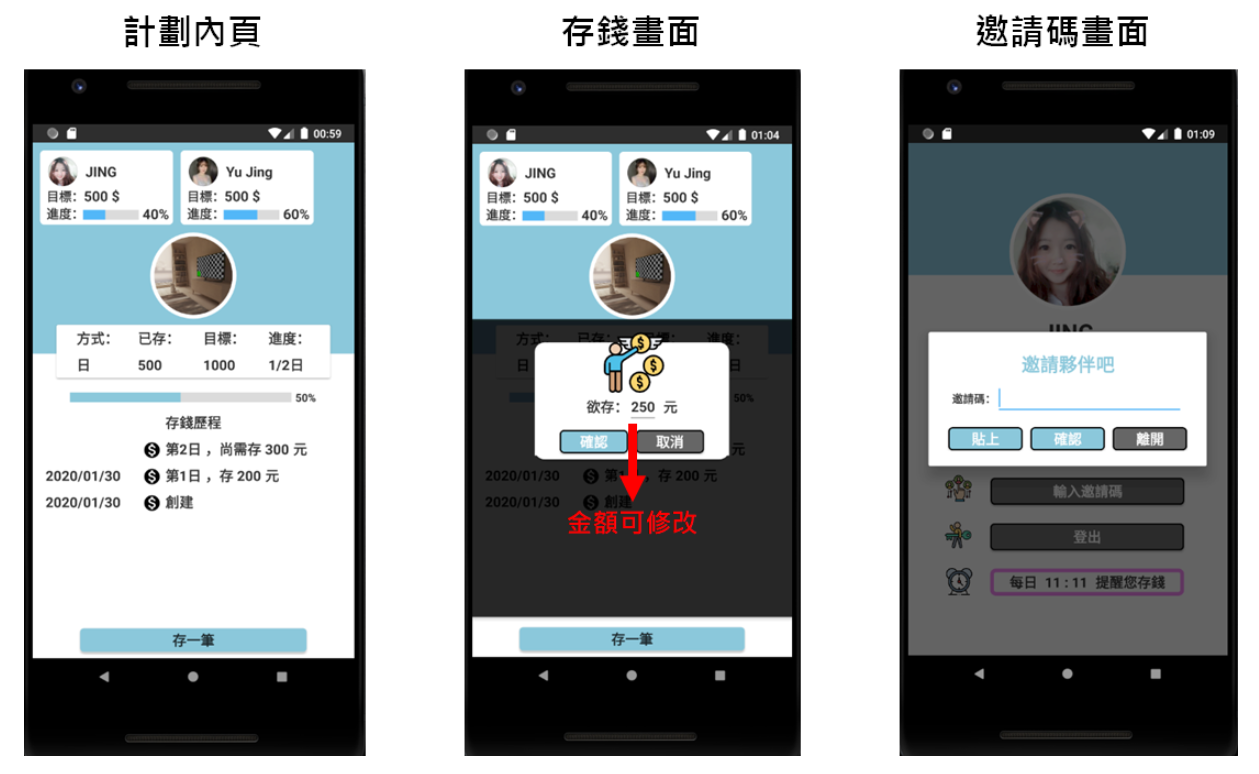 計劃內頁
00:59
JING
目標：500 $
進度： 40%
Yu Jing
目標：500 $
進度： 60%
方式： 已存： 目標： 進度：
日 500 1000 1/2日
50%
存錢歷程
第2日，尚需存 300 元
2020/01/30 第1日，存 200 元
2020/01/30 創建
存一筆
存錢畫面
01:04
JING
目標：500 $
進度： 40%
Yu Jing
目標：500 $
進度： 60%
方式： 已存： 目標： 進度：
日 日
欲存： 250 元
50%
確認 取消
元
2020/01/30 第1日，存 200 元
2020/01/30 創建
金額可修改
存一筆
邀請碼畫面
01:09
JING
邀請夥伴吧
邀請碼：
貼上 確認 離開
輸入邀請碼
登出
每日 11：11 提醒您存錢